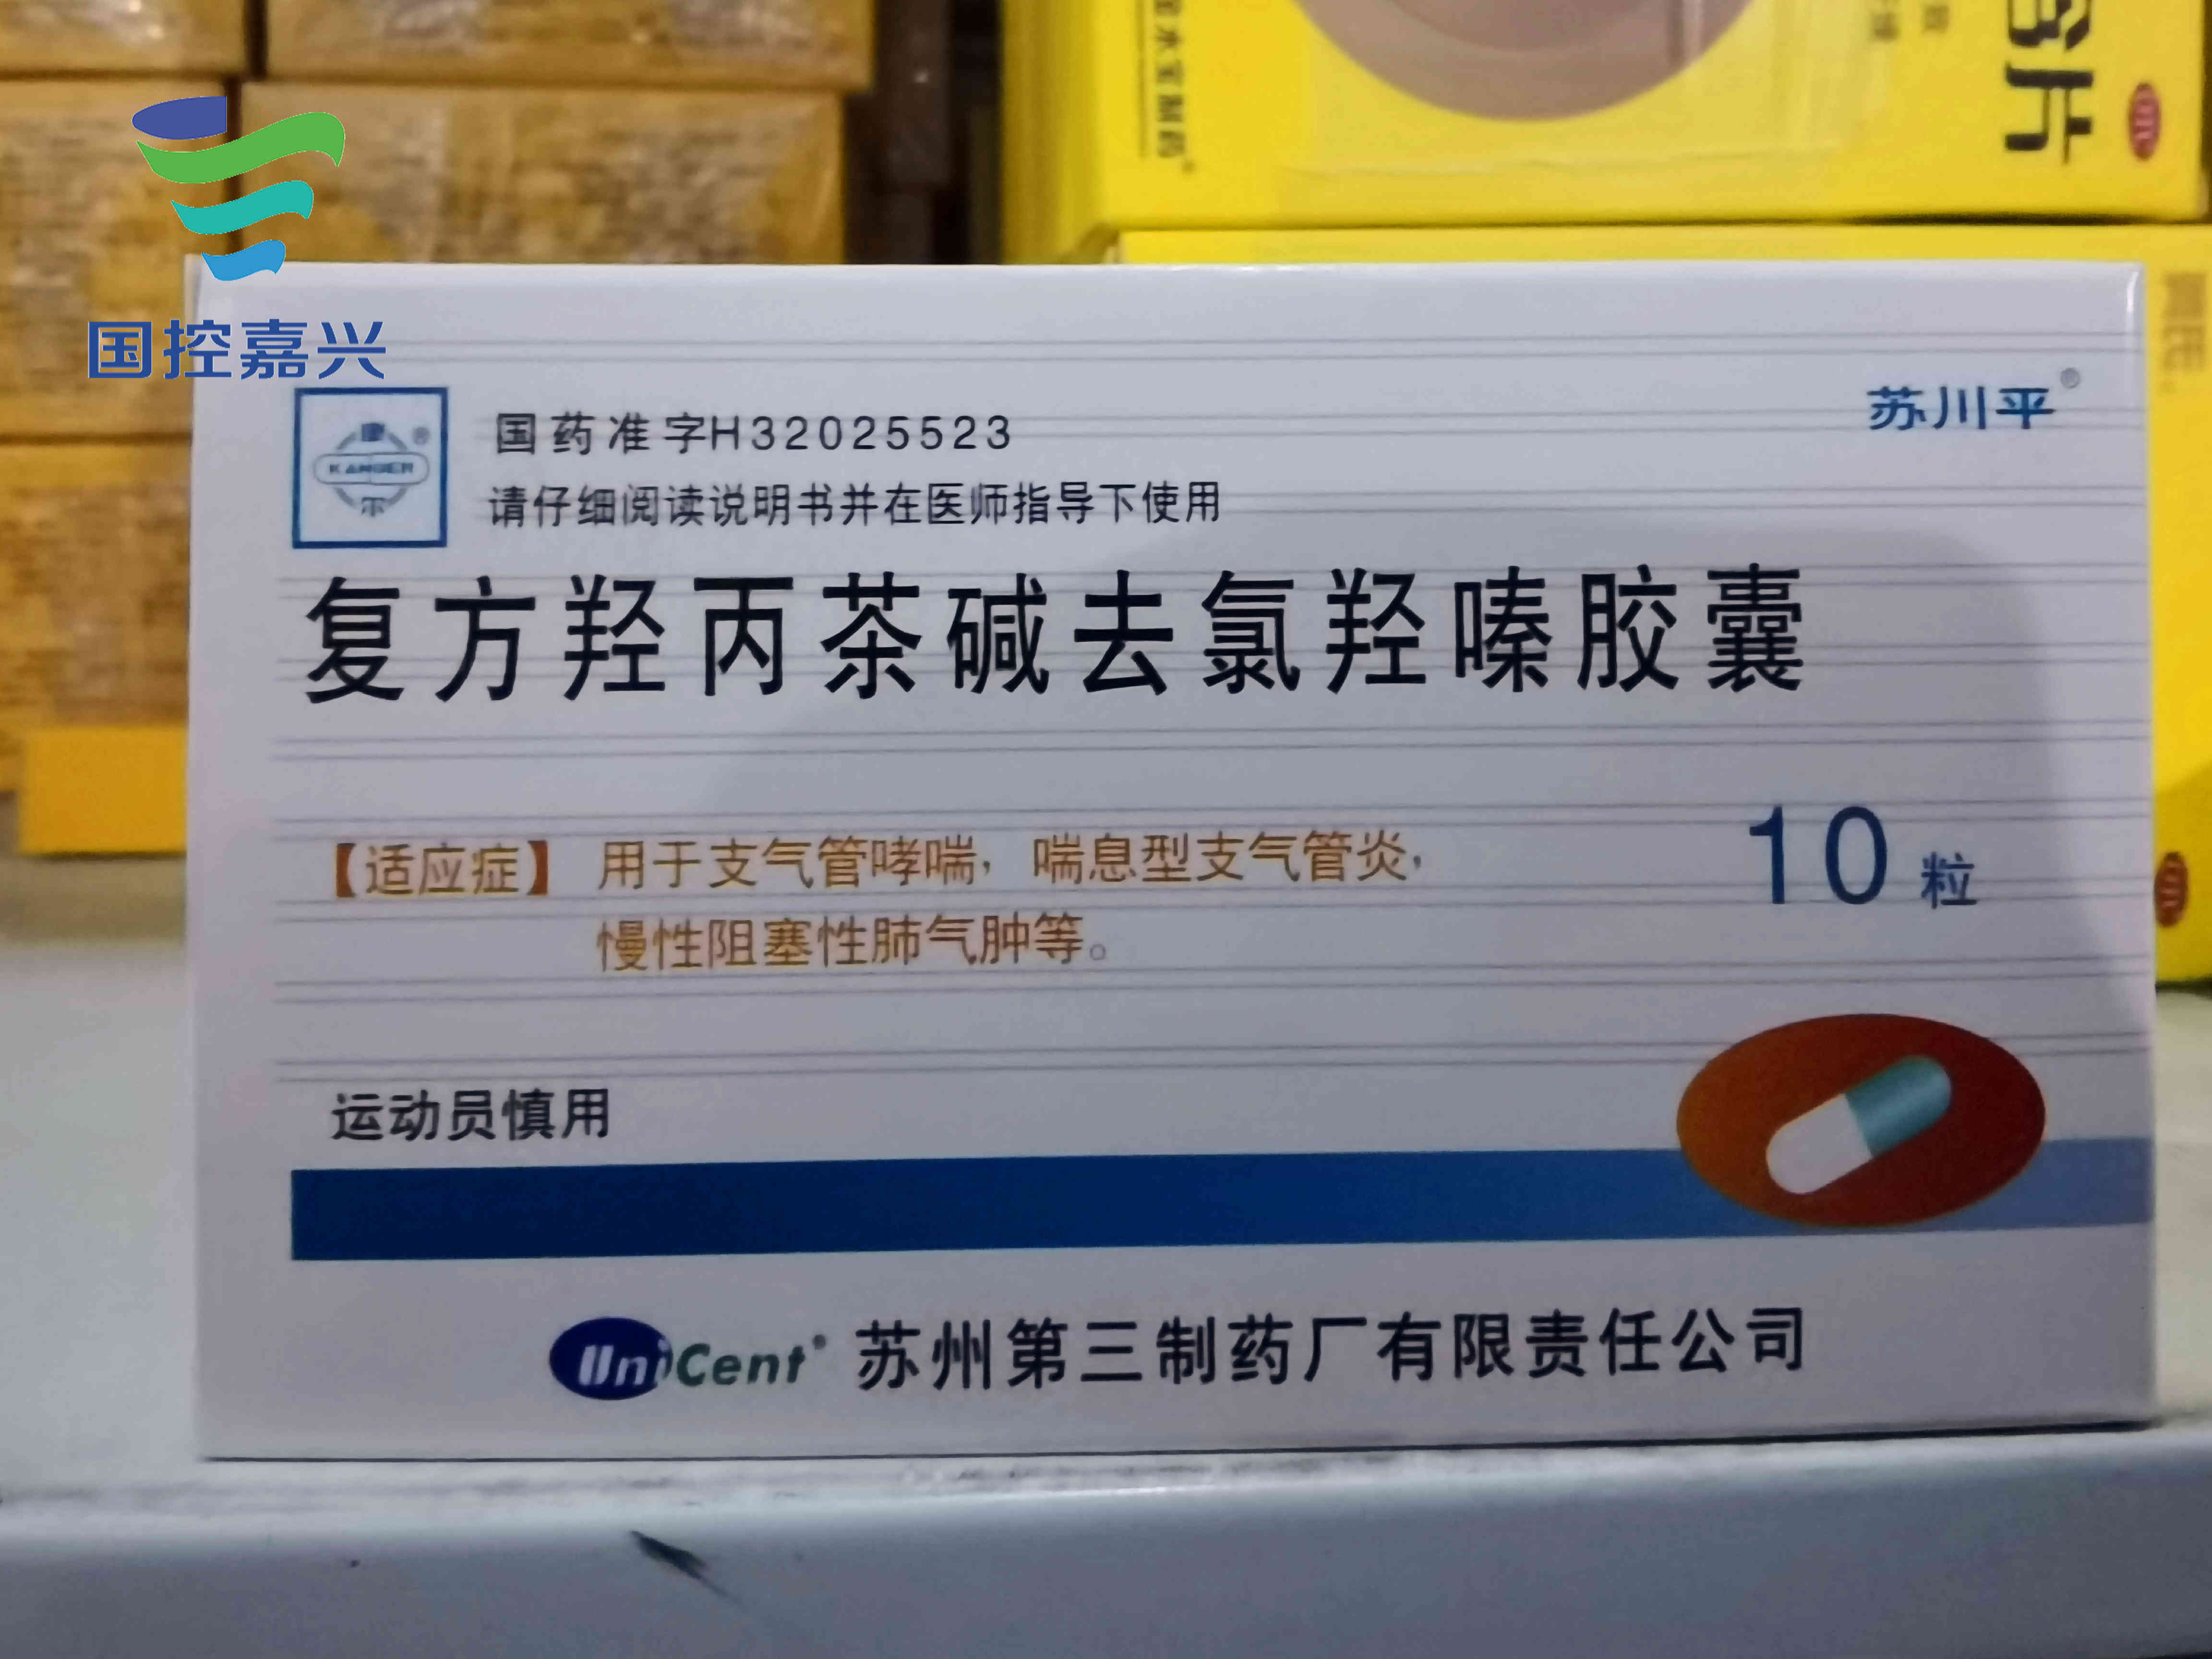 国控嘉兴
康
KANGER
尔
国药准字H32025523
请仔细阅读说明书并在医师指导下使用
苏川平®
复方羟丙茶碱去氯羟嗪胶囊
【适应症】 用于支气管哮喘，喘息型支气管炎，
慢性阻塞性肺气肿等。
10粒
运动员慎用
UniCent® 苏州第三制药厂有限责任公司
片